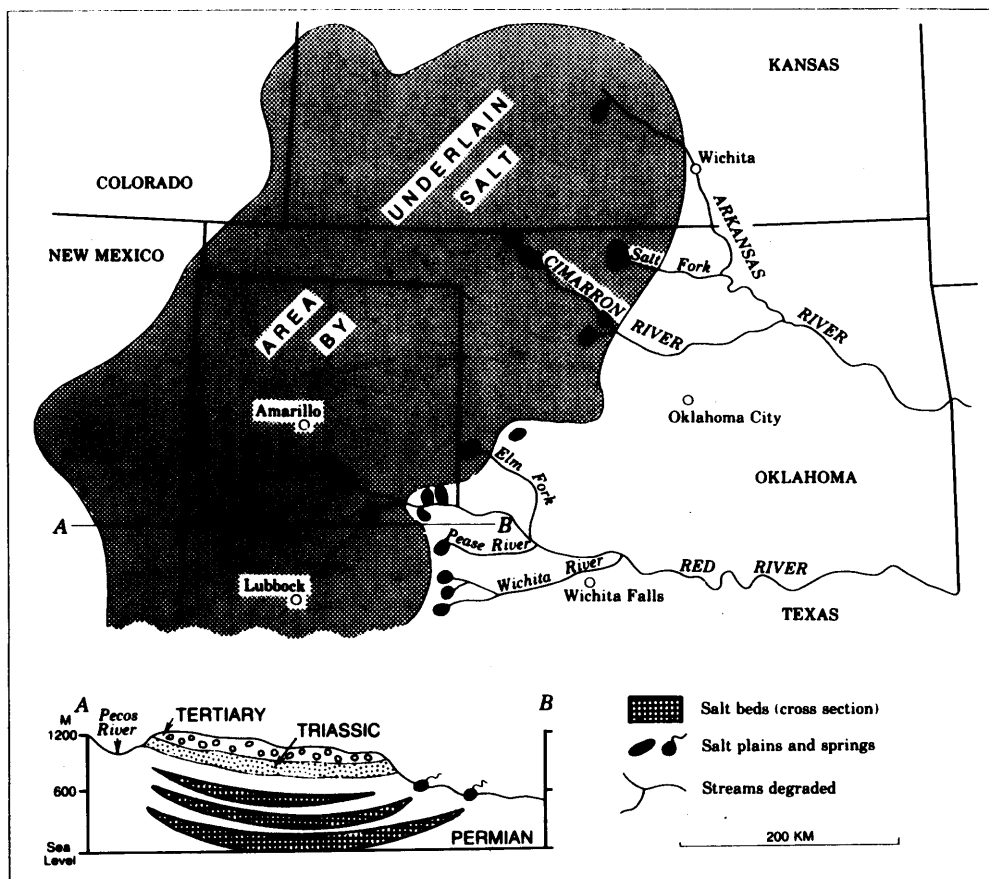 KANSAS
UNDERLAIN
SALT
Wichita
COLORADO
ARKANSAS
NEW MEXICO
Salt Fork
CIMARRON
RIVER
RIVER
AREA
BY
Amarillo
Oklahoma City
Elm Fork
OKLAHOMA
A
B
Pease River
Wichita River
RED RIVER
Lubbock
Wichita Falls
TEXAS
A
B
M
Pecos
River
TERTIARY
TRIASSIC
1200
600
Sea
Level
PERMIAN
Salt beds (cross section)
Salt plains and springs
Streams degraded
200 KM